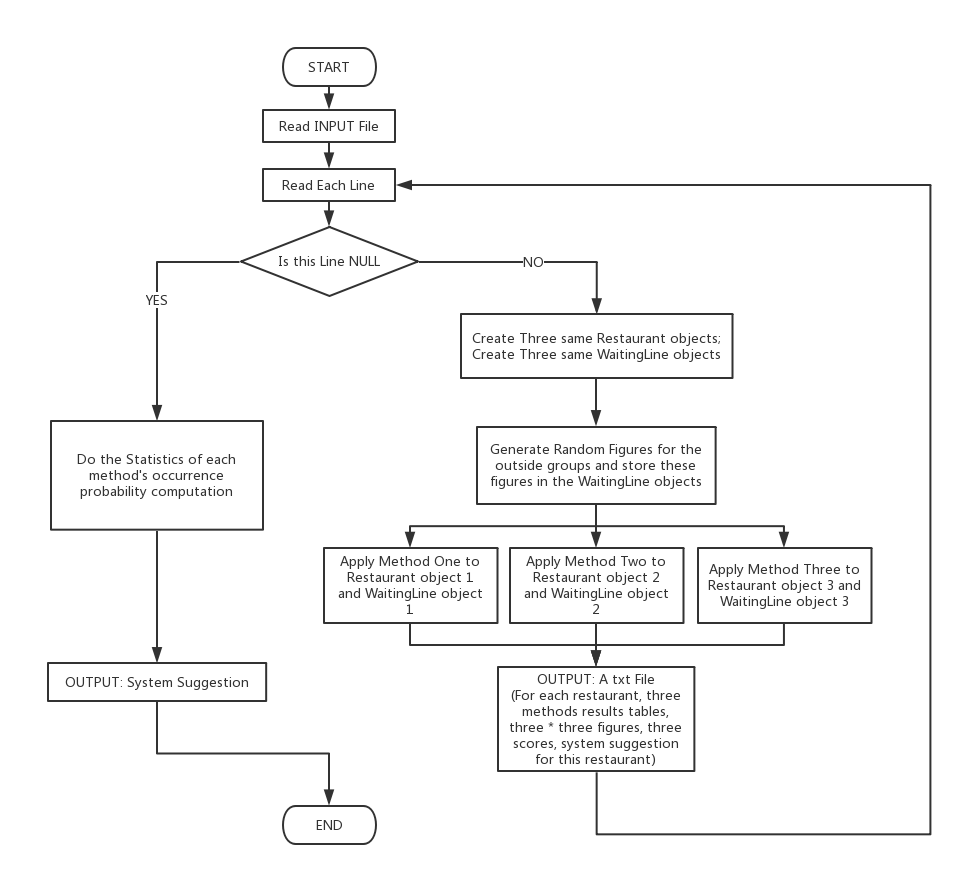 START
Read INPUT File
Read Each Line
Is this Line NULL
YES
NO
Create Three same Restaurant objects;
Create Three same WaitingLine objects
Generate Random Figures for the
outside groups and store these
figures in the WaitingLine objects
Do the Statistics of each
method's occurrence
probability computation
Apply Method One to
Restaurant object 1
and WaitingLine object
1
Apply Method Two to
Restaurant object 2
and WaitingLine object
2
Apply Method Three to
Restaurant object 3 and
WaitingLine object 3
OUTPUT: System Suggestion
OUTPUT: A txt File
(For each restaurant, three
methods results tables,
three * three figures, three
scores, system suggestion
for this restaurant)
END